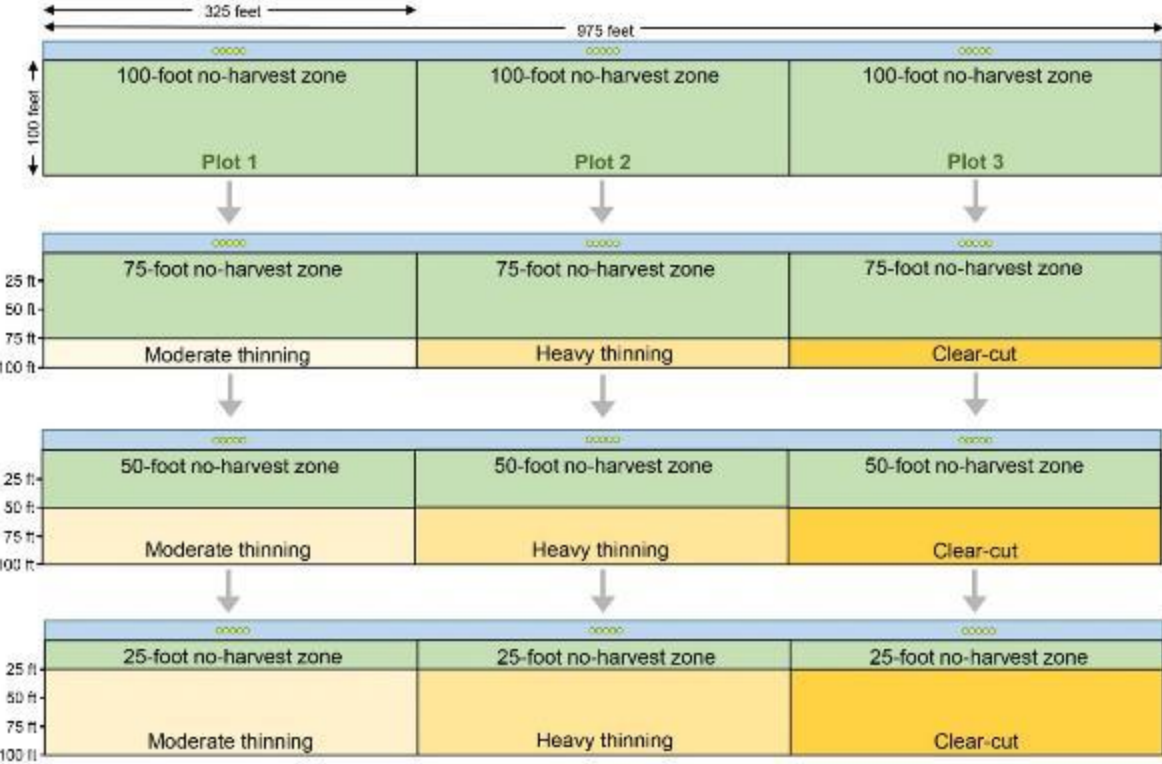 325 feet
975 feet
100-foot no-harvest zone 100-foot no-harvest zone 100-foot no-harvest zone
100 feet
Plot 1 Plot 2 Plot 3
75-foot no-harvest zone 75-foot no-harvest zone 75-foot no-harvest zone
25 ft
50 ft
75 ft
Moderate thinning Heavy thinning Clear-cut
100 ft
50-foot no-harvest zone 50-foot no-harvest zone 50-foot no-harvest zone
25 ft
50 ft
75 ft
Moderate thinning Heavy thinning Clear-cut
100 ft
25-foot no-harvest zone 25-foot no-harvest zone 25-foot no-harvest zone
25 ft
50 ft
75 ft
Moderate thinning Heavy thinning Clear-cut
100 ft